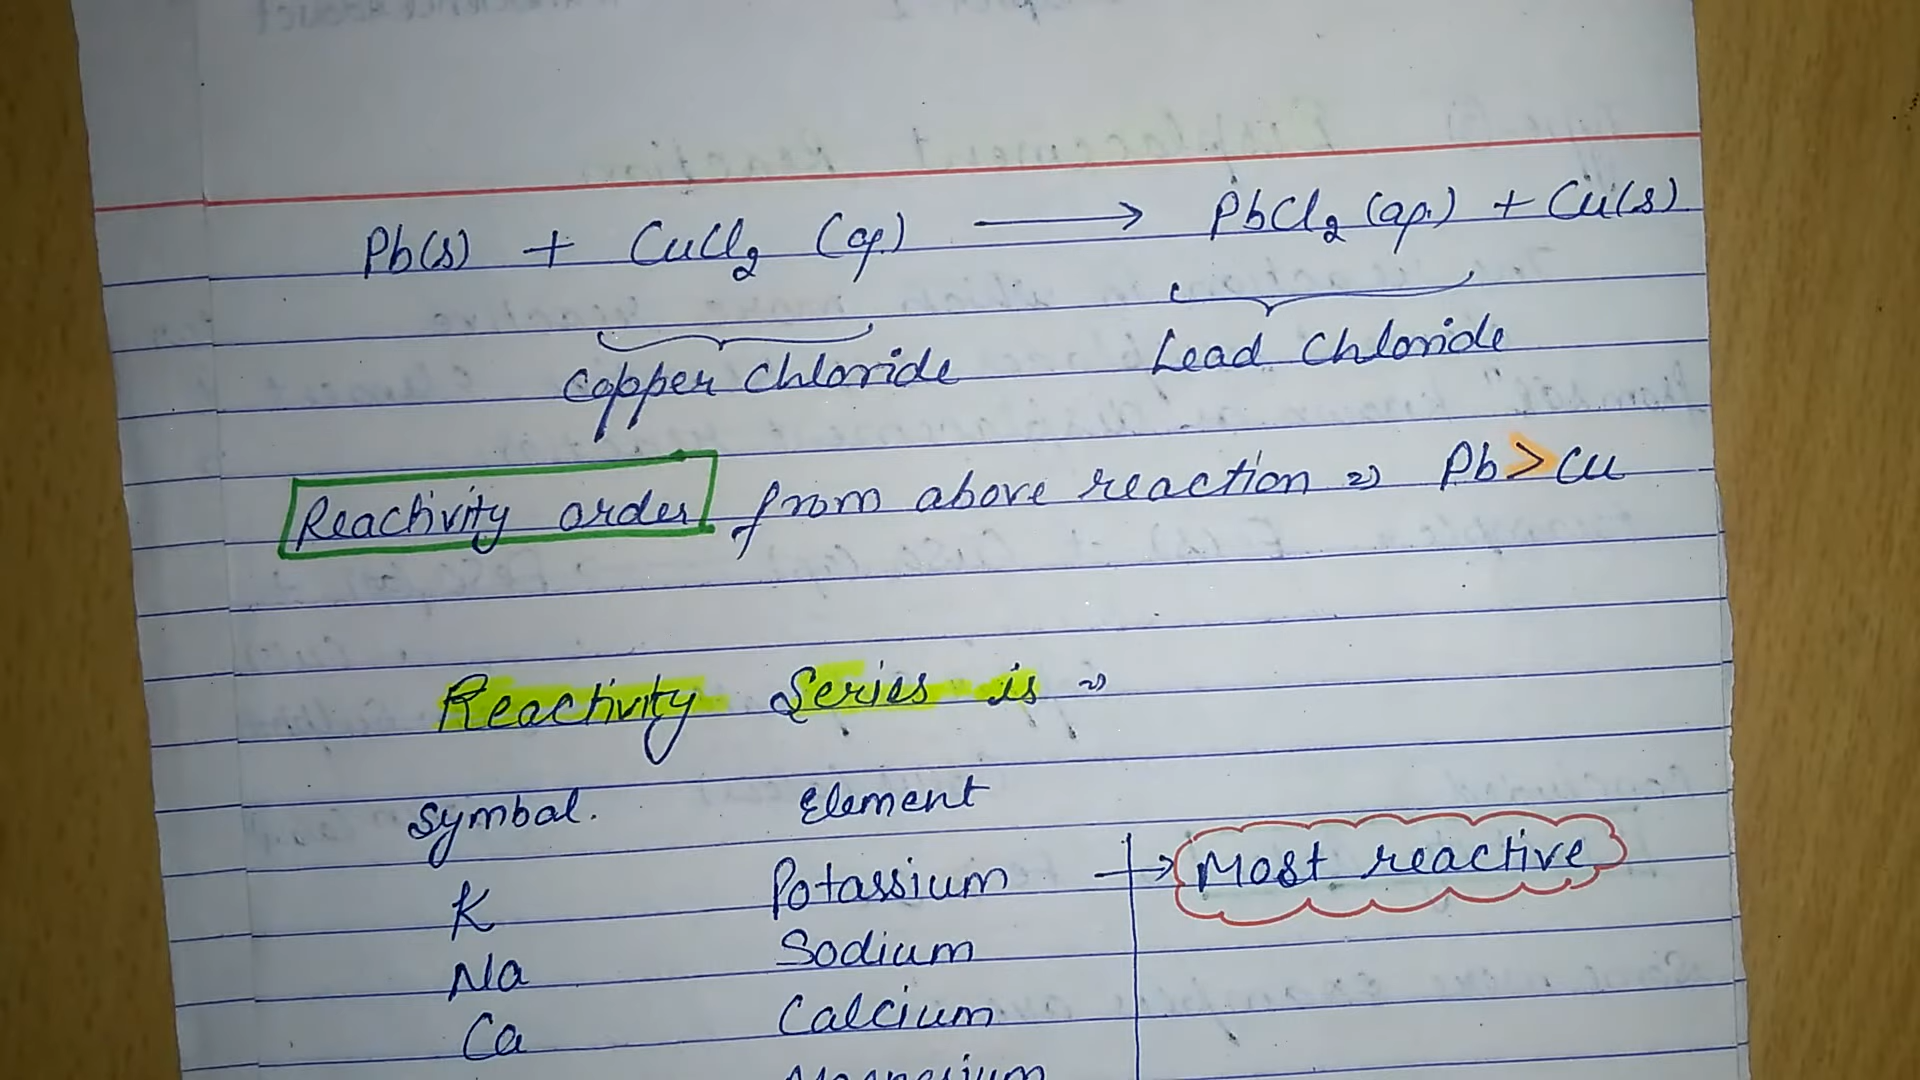 Pb(s) + CuCl₂ (aq.) ⟶ PbCl₂ (aq.) + Cu(s)
Copper Chloride Lead Chloride
Reactivity order from above reaction ⇒ Pb > Cu
Reactivity Series is ⇒
Symbol. Element
K Potassium → Most reactive
Na Sodium
Ca Calcium
Magnesium